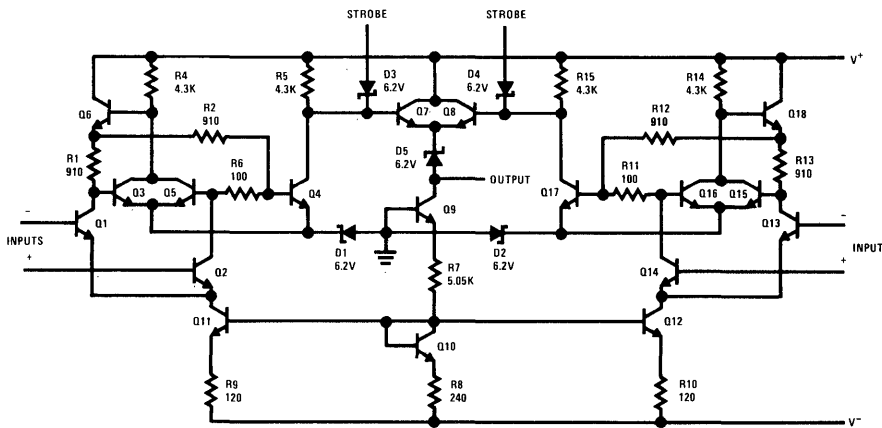 STROBE STROBE
V+
R4
4.3K
R5
4.3K
D3
6.2V
D4
6.2V
R15
4.3K
R14
4.3K
Q6
R2
910
Q7 Q8
R12
910
Q18
R1
910
D5
6.2V
R13
910
R6
100
R11
100
Q3 Q5
Q4
OUTPUT
Q17
Q16 Q15
−
Q1
Q9
Q13
−
INPUTS
D1
6.2V
D2
6.2V
INPUT
+
Q2
R7
5.05K
Q14
+
Q11
Q10
Q12
R9
120
R8
240
R10
120
V−